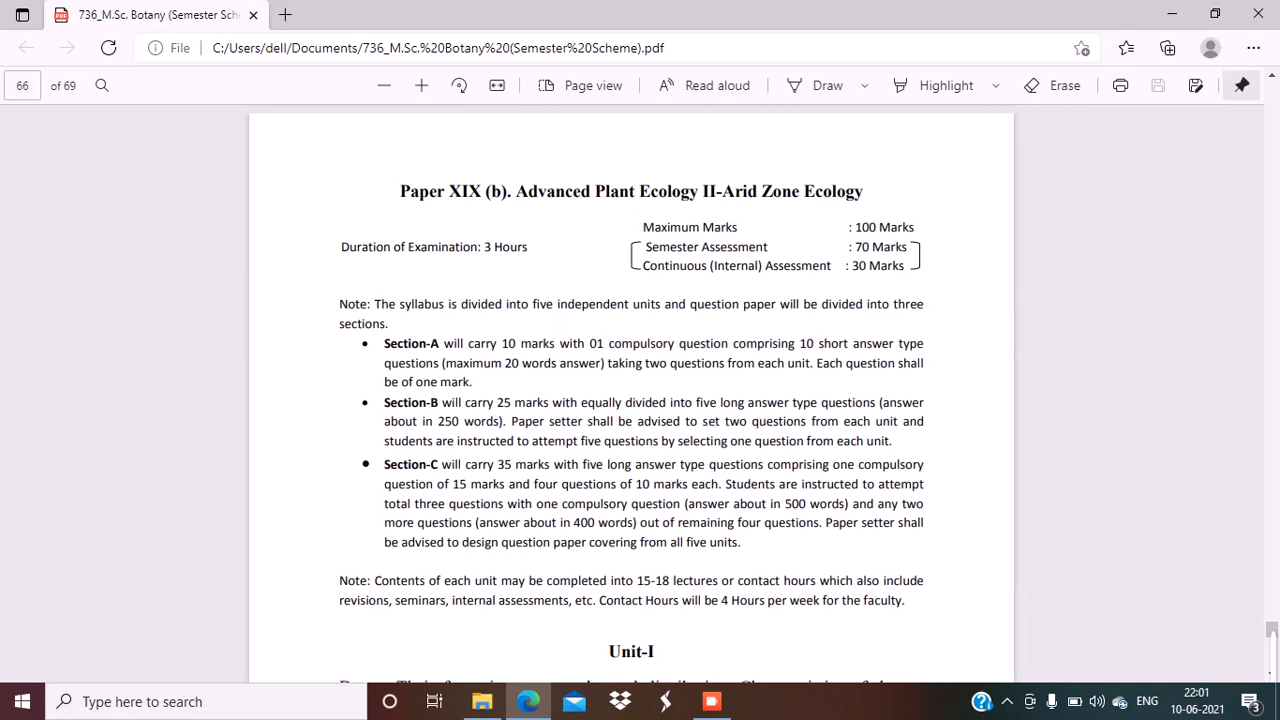 736_M.Sc. Botany (Semester Sch
File C:/Users/dell/Documents/736_M.Sc.%20Botany%20(Semester%20Scheme).pdf
66 of 69 Page view Read aloud Draw Highlight Erase
Paper XIX (b). Advanced Plant Ecology II-Arid Zone Ecology
Maximum Marks : 100 Marks
Duration of Examination: 3 Hours Semester Assessment : 70 Marks
Continuous (Internal) Assessment : 30 Marks
Note: The syllabus is divided into five independent units and question paper will be divided into three
sections.
• Section-A will carry 10 marks with 01 compulsory question comprising 10 short answer type
questions (maximum 20 words answer) taking two questions from each unit. Each question shall
be of one mark.
• Section-B will carry 25 marks with equally divided into five long answer type questions (answer
about in 250 words). Paper setter shall be advised to set two questions from each unit and
students are instructed to attempt five questions by selecting one question from each unit.
• Section-C will carry 35 marks with five long answer type questions comprising one compulsory
question of 15 marks and four questions of 10 marks each. Students are instructed to attempt
total three questions with one compulsory question (answer about in 500 words) and any two
more questions (answer about in 400 words) out of remaining four questions. Paper setter shall
be advised to design question paper covering from all five units.
Note: Contents of each unit may be completed into 15-18 lectures or contact hours which also include
revisions, seminars, internal assessments, etc. Contact Hours will be 4 Hours per week for the faculty.
Unit-I
Type here to search ENG 22:01
10-06-2021